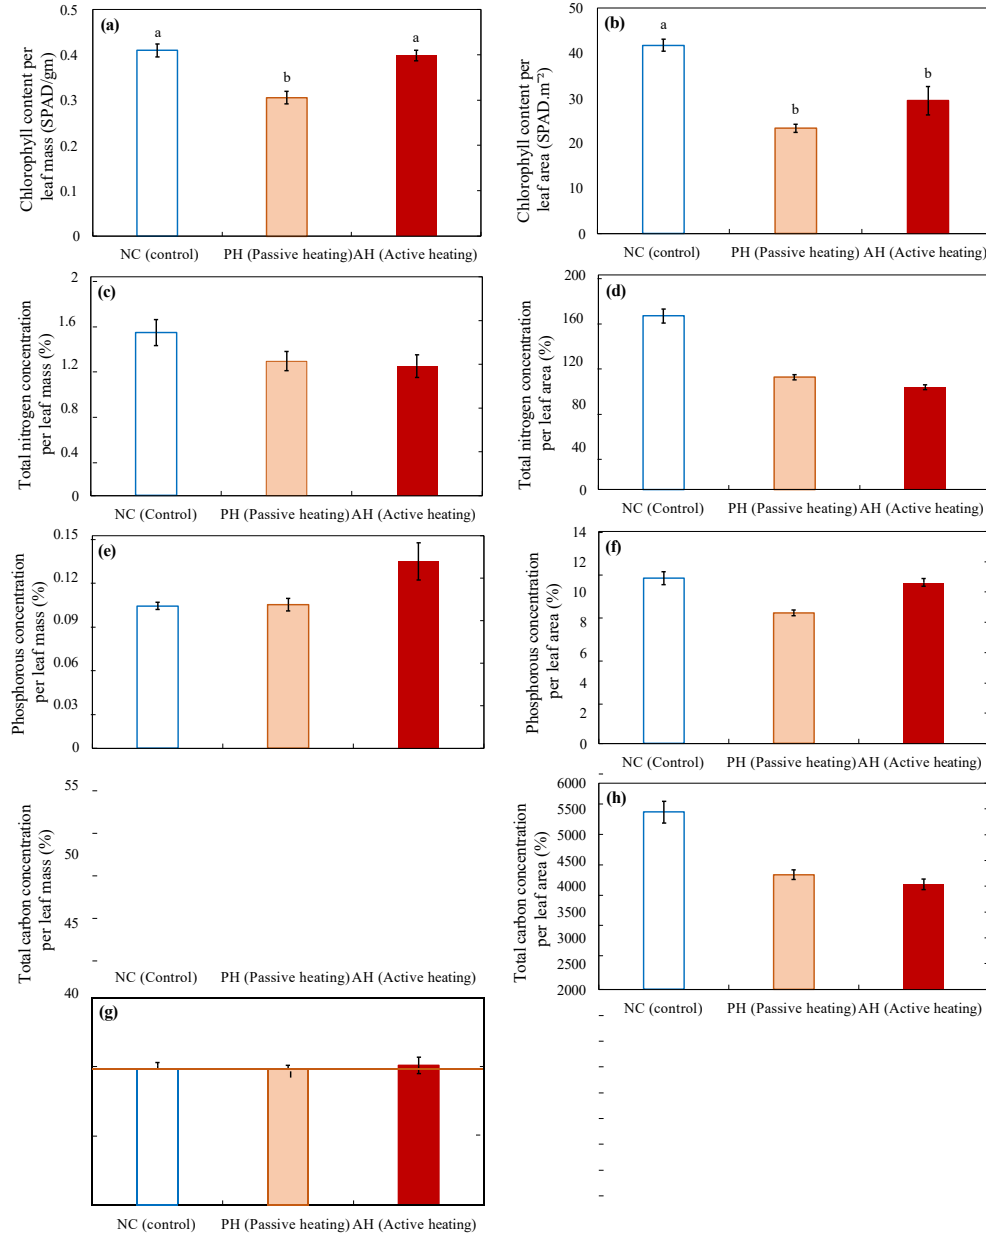 (a)
Chlorophyll content per
leaf mass (SPAD/gm)
0.5
0.4
0.3
0.2
0.1
0
a
b
a
NC (control)
PH (Passive heating)
AH (Active heating)
(b)
Chlorophyll content per
leaf area (SPAD.m⁻²)
50
40
30
20
10
0
a
b
b
NC (control)
PH (Passive heating)
AH (Active heating)
(c)
Total nitrogen concentration
per leaf mass (%)
2
1.6
1.2
0.8
0.4
0
NC (Control)
PH (Passive heating)
AH (Active heating)
(d)
Total nitrogen concentration
per leaf area (%)
200
160
120
80
40
0
NC (Control)
PH (Passive heating)
AH (Active heating)
(e)
Phosphorous concentration
per leaf mass (%)
0.15
0.12
0.09
0.06
0.03
0
(f)
Phosphorous concentration
per leaf area (%)
14
12
10
8
6
4
2
0
NC (Control)
PH (Passive heating)
AH (Active heating)
Total carbon concentration
per leaf mass (%)
55
50
45
40
NC (Control)
PH (Passive heating)
AH (Active heating)
(h)
Total carbon concentration
per leaf area (%)
6000
5500
5000
4500
4000
3500
3000
2500
2000
NC (control)
PH (Passive heating)
AH (Active heating)
(g)
NC (control)
PH (Passive heating)
AH (Active heating)